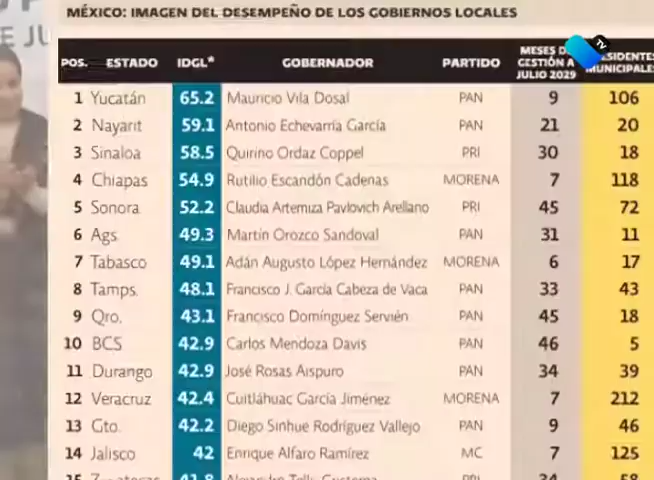 MÉXICO: IMAGEN DEL DESEMPEÑO DE LOS GOBIERNOS LOCALES
POS. ESTADO IDGL* GOBERNADOR PARTIDO MESES DE GESTIÓN A JULIO 2029 MUNICIPALES
1 Yucatán 65.2 Mauricio Vila Dosal PAN 9 106
2 Nayarit 59.1 Antonio Echevarría García PAN 21 20
3 Sinaloa 58.5 Quirino Ordaz Coppel PRI 30 18
4 Chiapas 54.9 Rutilio Escandón Cadenas MORENA 7 118
5 Sonora 52.2 Claudia Artemiza Pavlovich Arellano PRI 45 72
6 Ags. 49.3 Martín Orozco Sandoval PAN 31 11
7 Tabasco 49.1 Adán Augusto López Hernández MORENA 6 17
8 Tamps. 48.1 Francisco J. García Cabeza de Vaca PAN 33 43
9 Qro. 43.1 Francisco Domínguez Servién PAN 45 18
10 BCS 42.9 Carlos Mendoza Davis PAN 46 5
11 Durango 42.9 José Rosas Aispuro PAN 34 39
12 Veracruz 42.4 Cuitláhuac García Jiménez MORENA 7 212
13 Gto. 42.2 Diego Sinhue Rodríguez Vallejo PAN 9 46
14 Jalisco 42 Enrique Alfaro Ramírez MC 7 125
15
TV